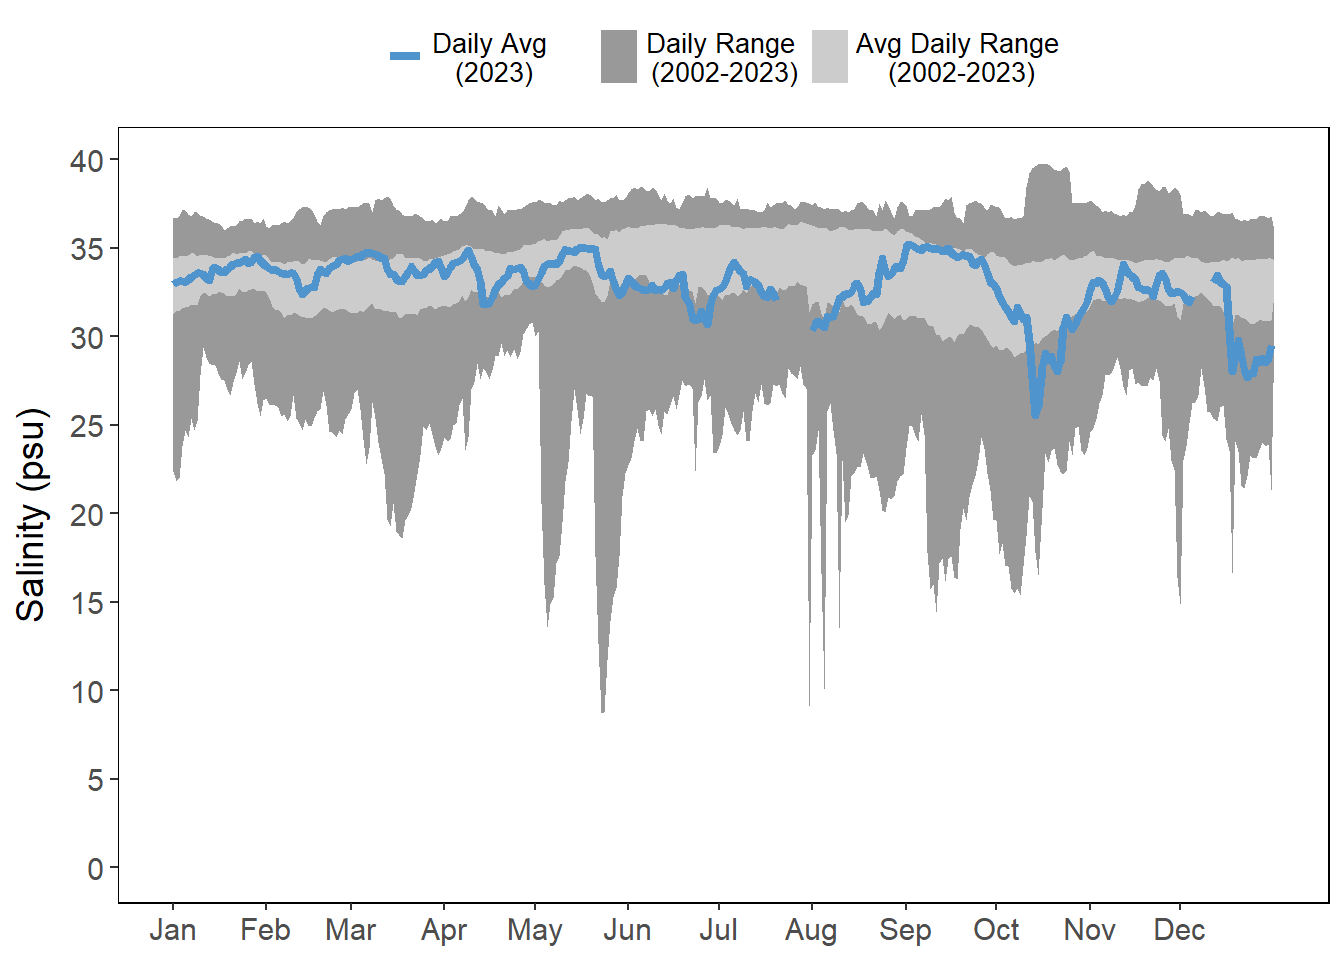 Daily Avg
(2023)
Daily Range
(2002-2023)
Avg Daily Range
(2002-2023)
Salinity (psu)
40
35
30
25
20
15
10
5
0
Jan Feb Mar Apr May Jun Jul Aug Sep Oct Nov Dec